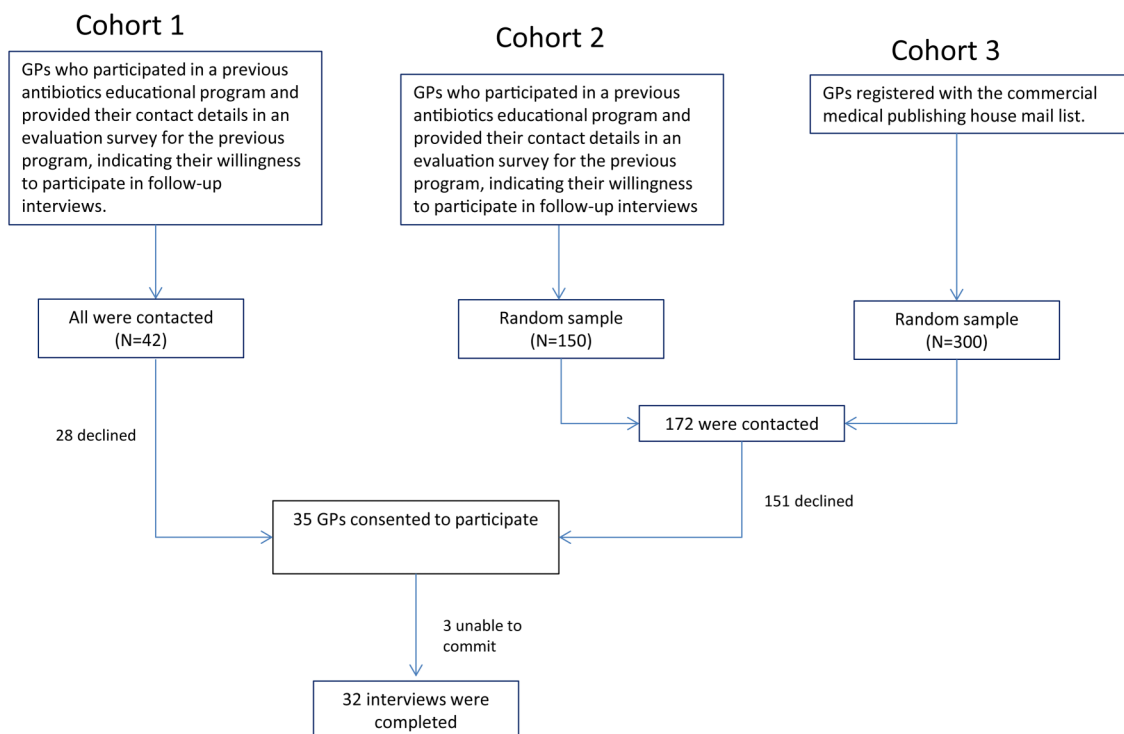 Cohort 1
GPs who participated in a previous
antibiotics educational program and
provided their contact details in an
evaluation survey for the previous
program, indicating their willingness
to participate in follow-up
interviews.
Cohort 2
GPs who participated in a previous
antibiotics educational program and
provided their contact details in an
evaluation survey for the previous
program, indicating their willingness
to participate in follow-up interviews
Cohort 3
GPs registered with the commercial
medical publishing house mail list.
All were contacted
(N=42)
Random sample
(N=150)
Random sample
(N=300)
172 were contacted
28 declined
151 declined
35 GPs consented to participate
3 unable to
commit
32 interviews were
completed